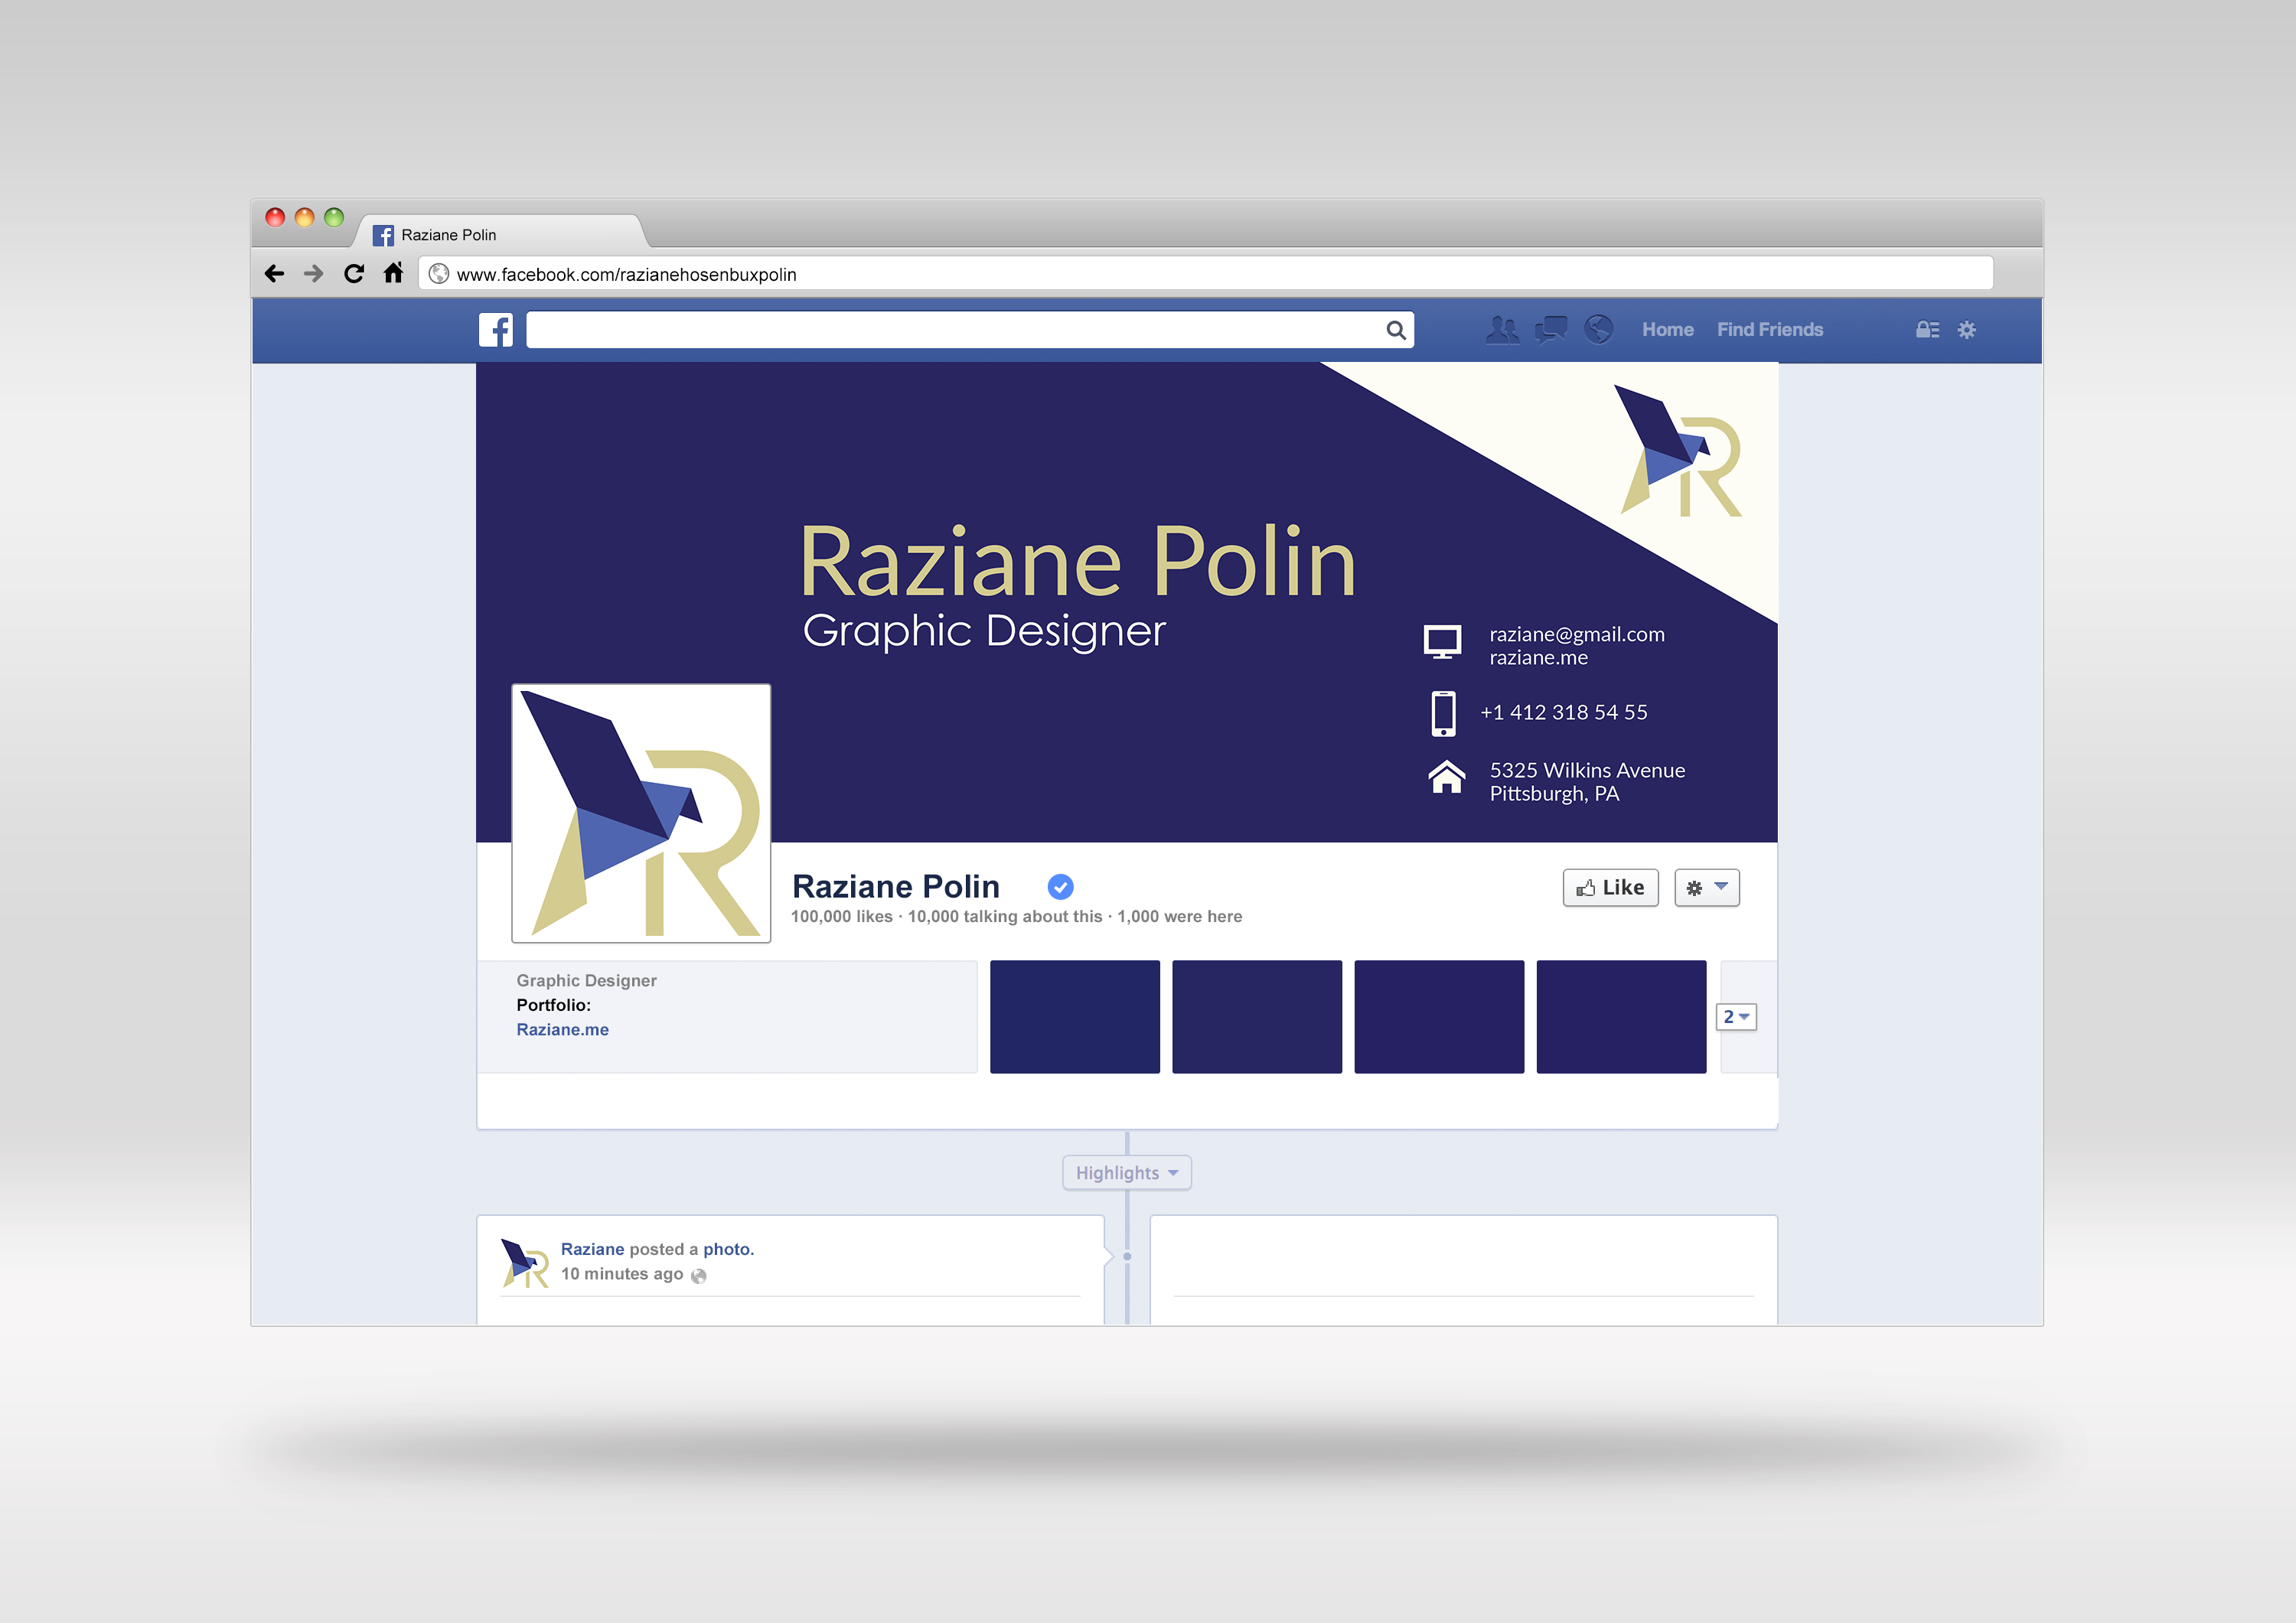 Raziane Polin
www.facebook.com/razianehosenbuxpolin
Home Find Friends
R
Raziane Polin
Graphic Designer
raziane@gmail.com
raziane.me
+1 412 318 54 55
5325 Wilkins Avenue
Pittsburgh, PA
R
Raziane Polin
100,000 likes · 10,000 talking about this · 1,000 were here
Like
Graphic Designer
Portfolio:
Raziane.me
2
Highlights
R
Raziane posted a photo.
10 minutes ago